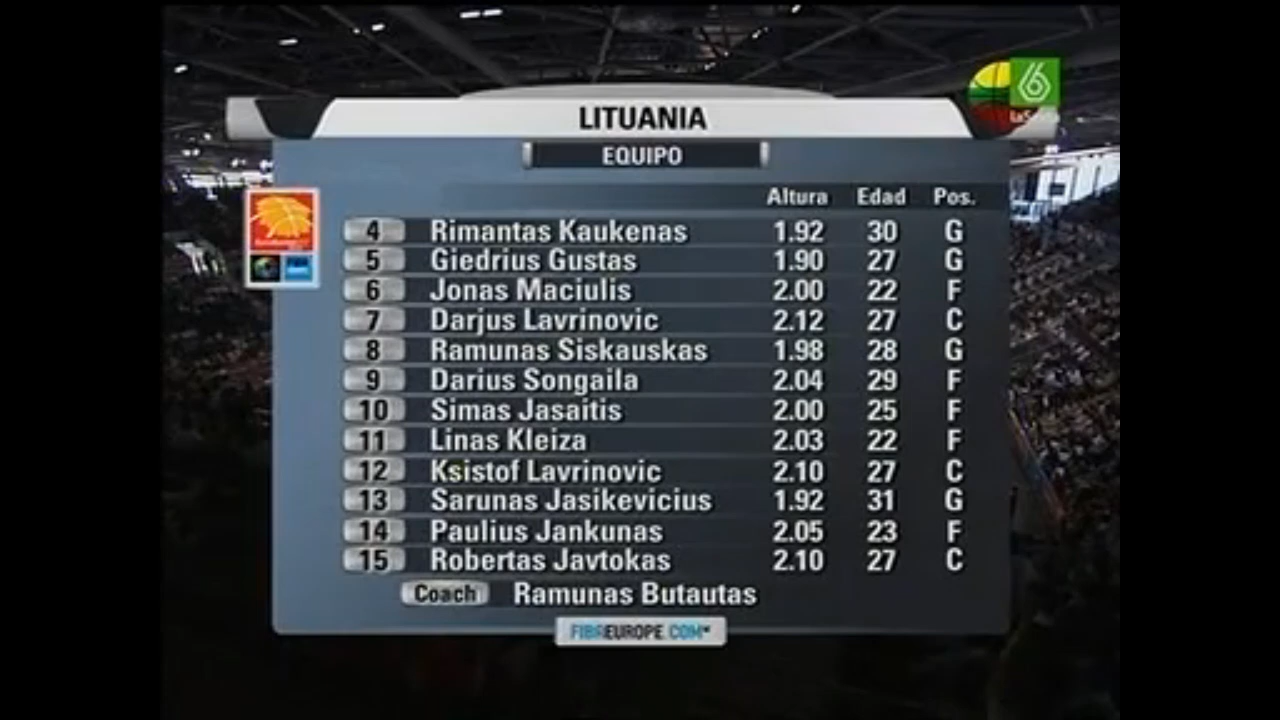 6
LITUANIA
EQUIPO
Altura Edad Pos.
4 Rimantas Kaukenas 1.92 30 G
5 Giedrius Gustas 1.90 27 G
6 Jonas Maciulis 2.00 22 F
7 Darjus Lavrinovic 2.12 27 C
8 Ramunas Siskauskas 1.98 28 G
9 Darius Songaila 2.04 29 F
10 Simas Jasaitis 2.00 25 F
11 Linas Kleiza 2.03 22 F
12 Ksistof Lavrinovic 2.10 27 C
13 Sarunas Jasikevicius 1.92 31 G
14 Paulius Jankunas 2.05 23 F
15 Robertas Javtokas 2.10 27 C
Coach Ramunas Butautas
FIBAEUROPE.COM